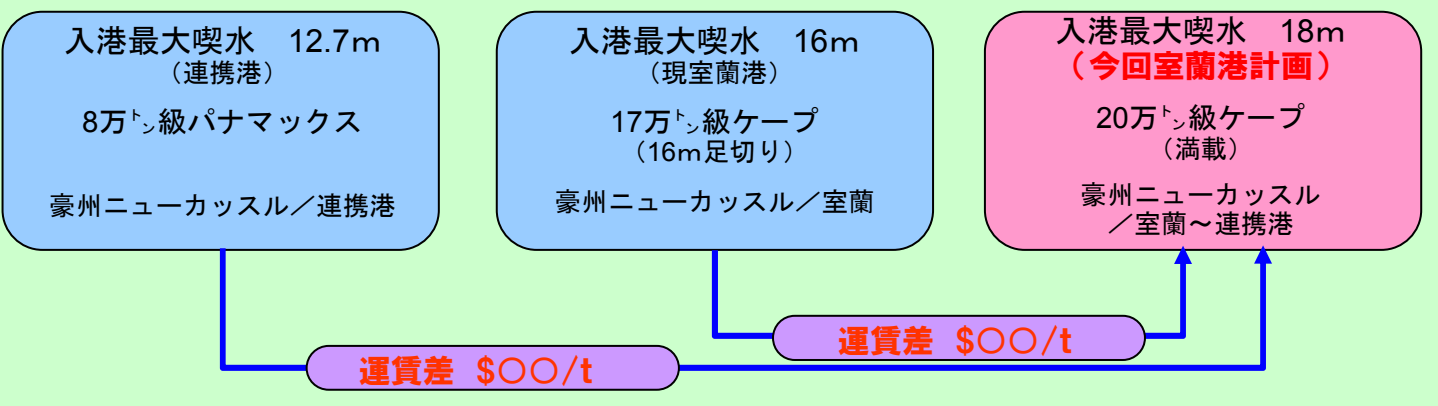 入港最大喫水　12.7m
（連携港）
8万㌧級パナマックス
豪州ニューカッスル／連携港
入港最大喫水　16m
（現室蘭港）
17万㌧級ケープ
（16m足切り）
豪州ニューカッスル／室蘭
入港最大喫水　18m
（今回室蘭港計画）
20万㌧級ケープ
（満載）
豪州ニューカッスル
／室蘭～連携港
運賃差　$〇〇/t
運賃差　$〇〇/t